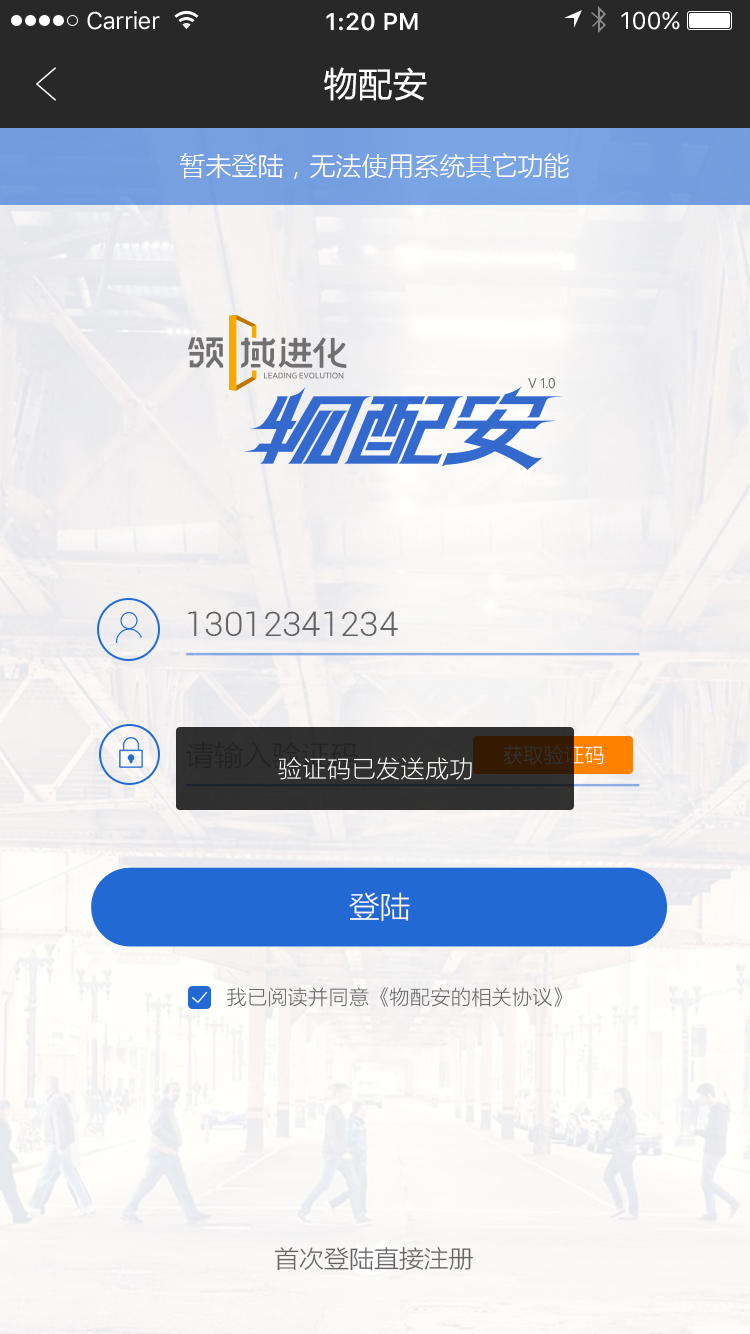 Carrier 1:20 PM 100%
物配安
暂未登陆，无法使用系统其它功能
领域进化
LEADING EVOLUTION
V 1.0
物配安
13012341234
请输入验证码 获取验证码
验证码已发送成功
登陆
我已阅读并同意《物配安的相关协议》
首次登陆直接注册